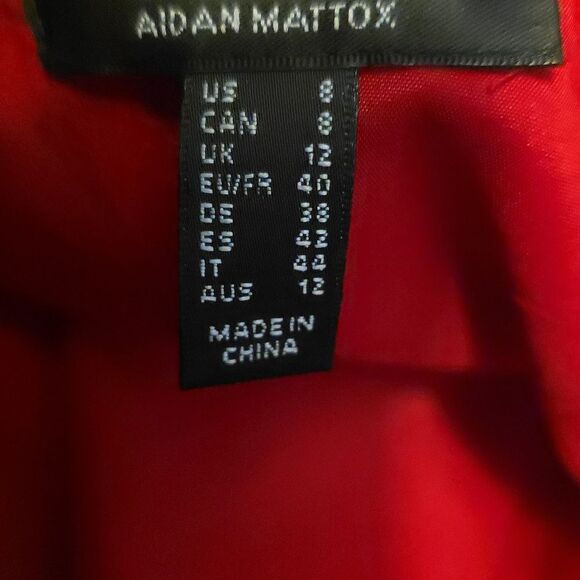 AIDAN MATTOX
US 8
CAN 8
UK 12
EU/FR 40
DE 38
ES 42
IT 44
AUS 12
MADE IN
CHINA